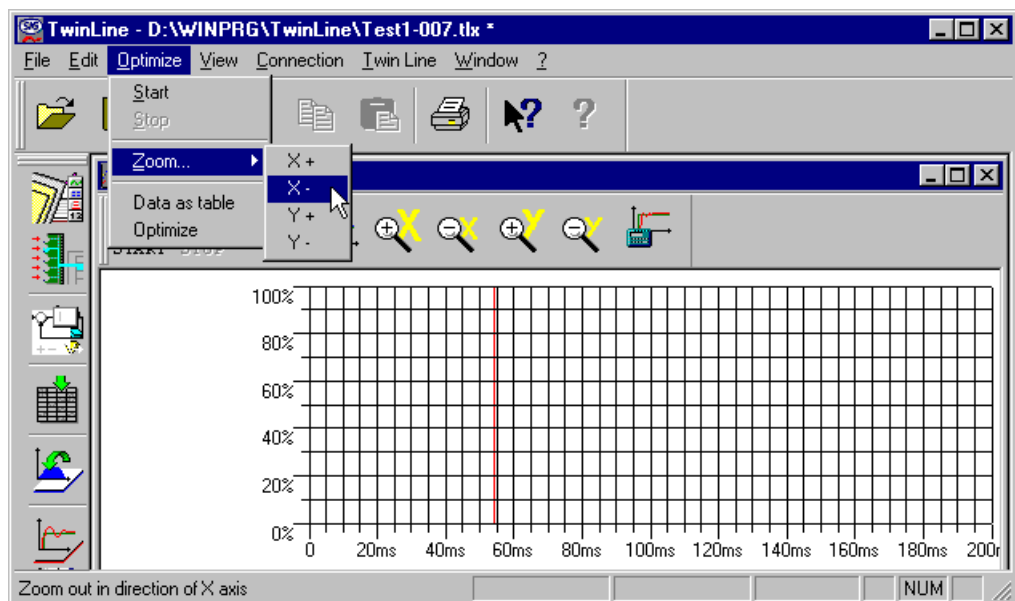 TwinLine - D:\WINPRG\TwinLine\Test1-007.tlx *
File Edit Optimize View Connection Twin Line Window ?
Start
Stop
Zoom...
Data as table
Optimize
X +
X -
Y +
Y -
START STOP
100%
80%
60%
40%
20%
0%
0 20ms 40ms 60ms 80ms 100ms 120ms 140ms 160ms 180ms
Zoom out in direction of X axis
NUM